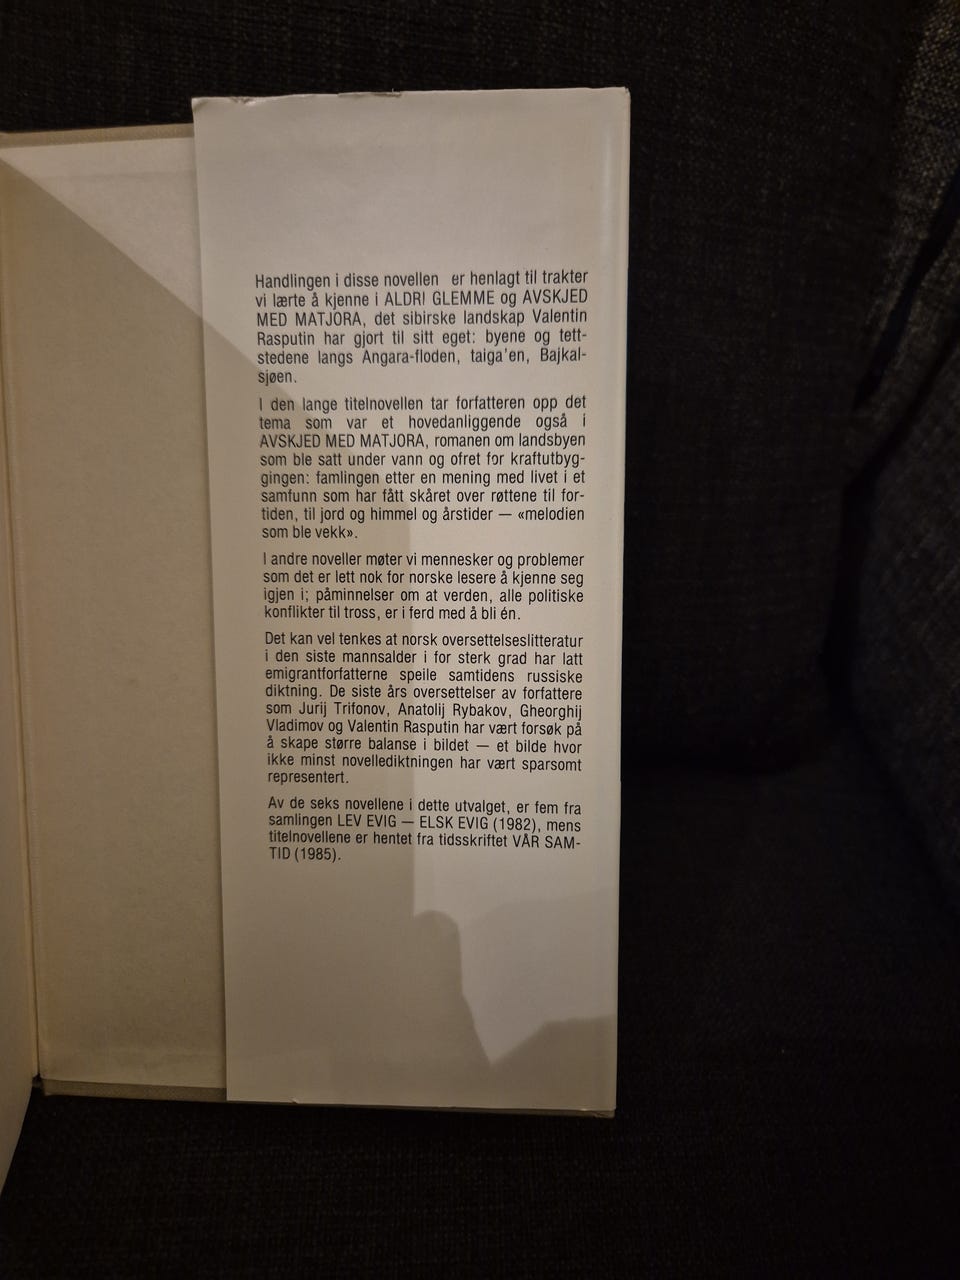 Handlingen i disse novellen er henlagt til trakter
vi lærte å kjenne i ALDRI GLEMME og AVSKJED
MED MATJORA, det sibirske landskap Valentin
Rasputin har gjort til sitt eget: byene og tett-
stedene langs Angara-floden, taiga'en, Bajkal-
sjøen.
I den lange titelnovellen tar forfatteren opp det
tema som var et hovedanliggende også i
AVSKJED MED MATJORA, romanen om landsbyen
som ble satt under vann og ofret for kraftutbyg-
gingen: famlingen etter en mening med livet i et
samfunn som har fått skåret over røttene til for-
tiden, til jord og himmel og årstider — «melodien
som ble vekk».
I andre noveller møter vi mennesker og problemer
som det er lett nok for norske lesere å kjenne seg
igjen i; påminnelser om at verden, alle politiske
konflikter til tross, er i ferd med å bli én.
Det kan vel tenkes at norsk oversettelseslitteratur
i den siste mannsalder i for sterk grad har latt
emigrantforfatterne speile samtidens russiske
diktning. De siste års oversettelser av forfattere
som Jurij Trifonov, Anatolij Rybakov, Gheorghij
Vladimov og Valentin Rasputin har vært forsøk på
å skape større balanse i bildet — et bilde hvor
ikke minst novellediktningen har vært sparsomt
representert.
Av de seks novellene i dette utvalget, er fem fra
samlingen LEV EVIG — ELSK EVIG (1982), mens
titelnovellene er hentet fra tidsskriftet VÅR SAM-
TID (1985).